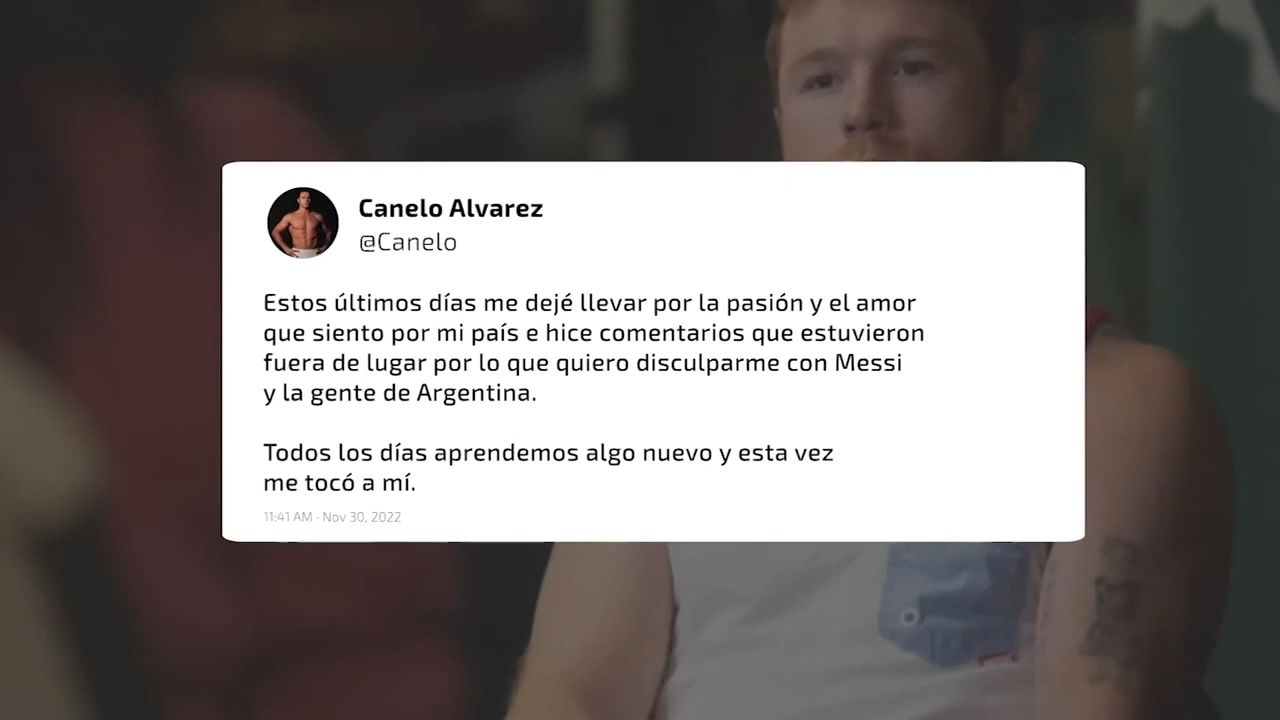 Canelo Alvarez
@Canelo
Estos últimos días me dejé llevar por la pasión y el amor
que siento por mi país e hice comentarios que estuvieron
fuera de lugar por lo que quiero disculparme con Messi
y la gente de Argentina.
Todos los días aprendemos algo nuevo y esta vez
me tocó a mí.
11:41 AM · Nov 30, 2022